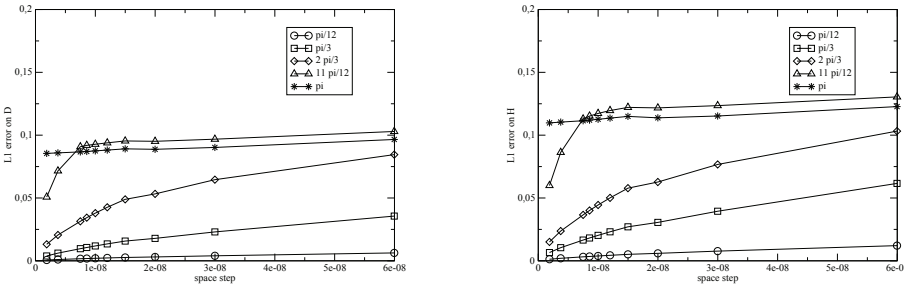 0,2
0,15
0,1
0,05
0
L1 error on D
pi/12
pi/3
2 pi/3
11 pi/12
pi
0 1e-08 2e-08 3e-08 4e-08 5e-08 6e-08
space step
0,2
0,15
0,1
0,05
0
L1 error on H
pi/12
pi/3
2 pi/3
11 pi/12
pi
0 1e-08 2e-08 3e-08 4e-08 5e-08 6e-0
space step